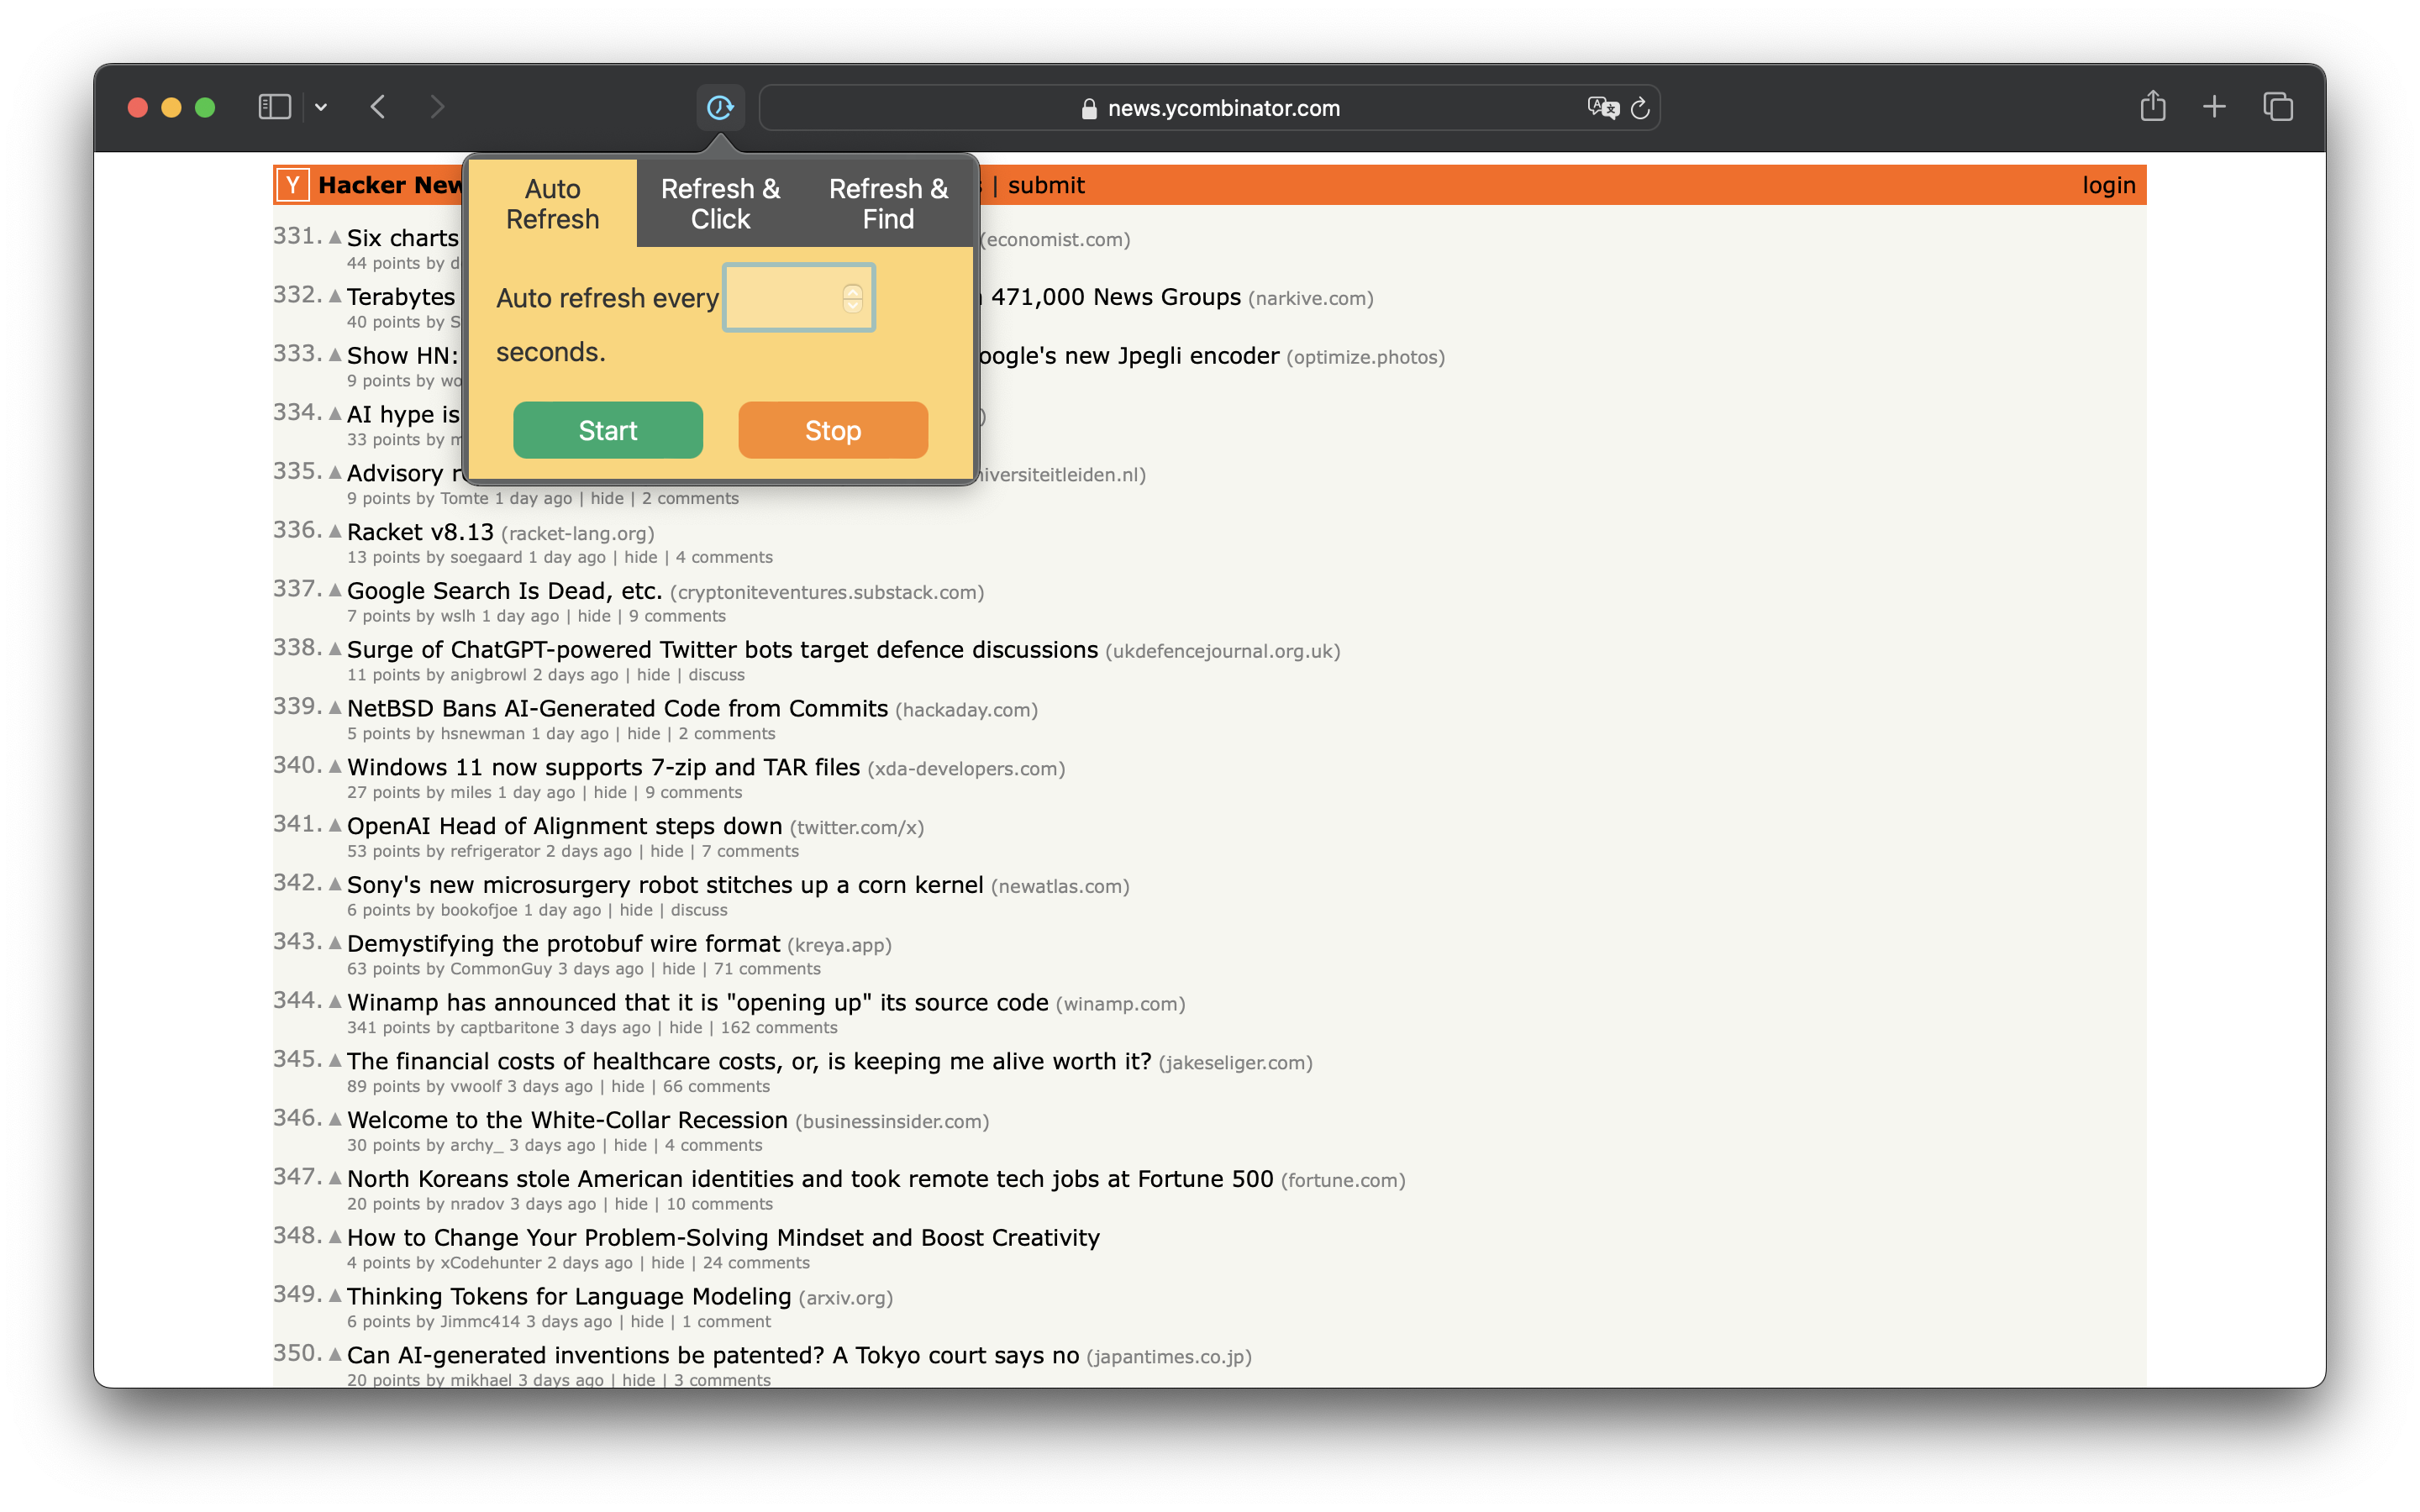 news.ycombinator.com
Y Hacker New | submit login
Auto Refresh
Refresh & Click
Refresh & Find
Auto refresh every
seconds.
Start Stop
331. Six charts (economist.com)
44 points by
332. Terabytes 471,000 News Groups (narkive.com)
40 points by
333. Show HN: oogle's new Jpegli encoder (optimize.photos)
9 points by wo
334. AI hype is )
33 points by
335. Advisory niversiteitleiden.nl)
9 points by Tomte 1 day ago | hide | 2 comments
336. Racket v8.13 (racket-lang.org)
13 points by soegaard 1 day ago | hide | 4 comments
337. Google Search Is Dead, etc. (cryptoniteventures.substack.com)
7 points by wslh 1 day ago | hide | 9 comments
338. Surge of ChatGPT-powered Twitter bots target defence discussions (ukdefencejournal.org.uk)
11 points by anigbrowl 2 days ago | hide | discuss
339. NetBSD Bans AI-Generated Code from Commits (hackaday.com)
5 points by hsnewman 1 day ago | hide | 2 comments
340. Windows 11 now supports 7-zip and TAR files (xda-developers.com)
27 points by miles 1 day ago | hide | 9 comments
341. OpenAI Head of Alignment steps down (twitter.com/x)
53 points by refrigerator 2 days ago | hide | 7 comments
342. Sony's new microsurgery robot stitches up a corn kernel (newatlas.com)
6 points by bookofjoe 1 day ago | hide | discuss
343. Demystifying the protobuf wire format (kreya.app)
63 points by CommonGuy 3 days ago | hide | 71 comments
344. Winamp has announced that it is "opening up" its source code (winamp.com)
341 points by captbaritone 3 days ago | hide | 162 comments
345. The financial costs of healthcare costs, or, is keeping me alive worth it? (jakeseliger.com)
89 points by vwoolf 3 days ago | hide | 66 comments
346. Welcome to the White-Collar Recession (businessinsider.com)
30 points by archy_ 3 days ago | hide | 4 comments
347. North Koreans stole American identities and took remote tech jobs at Fortune 500 (fortune.com)
20 points by nradov 3 days ago | hide | 10 comments
348. How to Change Your Problem-Solving Mindset and Boost Creativity
4 points by xCodehunter 2 days ago | hide | 24 comments
349. Thinking Tokens for Language Modeling (arxiv.org)
6 points by Jimmc414 3 days ago | hide | 1 comment
350. Can AI-generated inventions be patented? A Tokyo court says no (japantimes.co.jp)
20 points by mikhael 3 days ago | hide | 3 comments